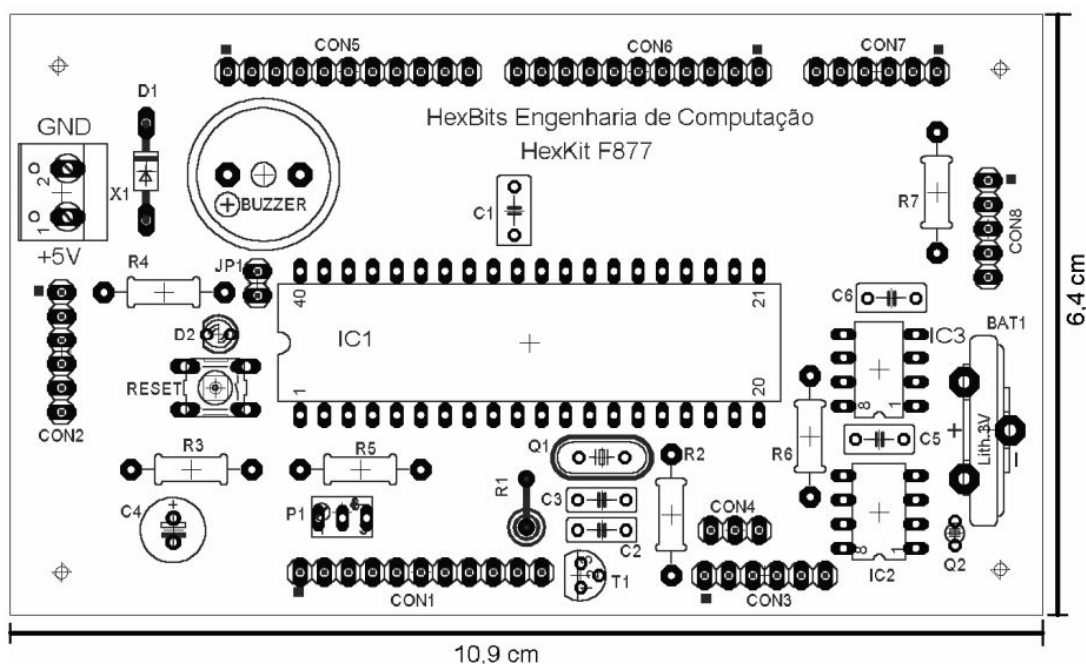 CON5
CON6
CON7
D1
HexBits Engenharia de Computação
HexKit F877
GND
2
1
X1
+5V
+BUZZER
C1
R7
CON8
R4
JP1
40
21
C6
D2
IC1
IC3
BAT1
6,4 cm
RESET
1
20
8
1
CON2
+
Lith.3V
-
R3
R5
Q1
R2
R6
C5
C4
+
P1
R1
C3
C2
CON4
8
1
Q2
IC2
CON1
T1
CON3
10,9 cm